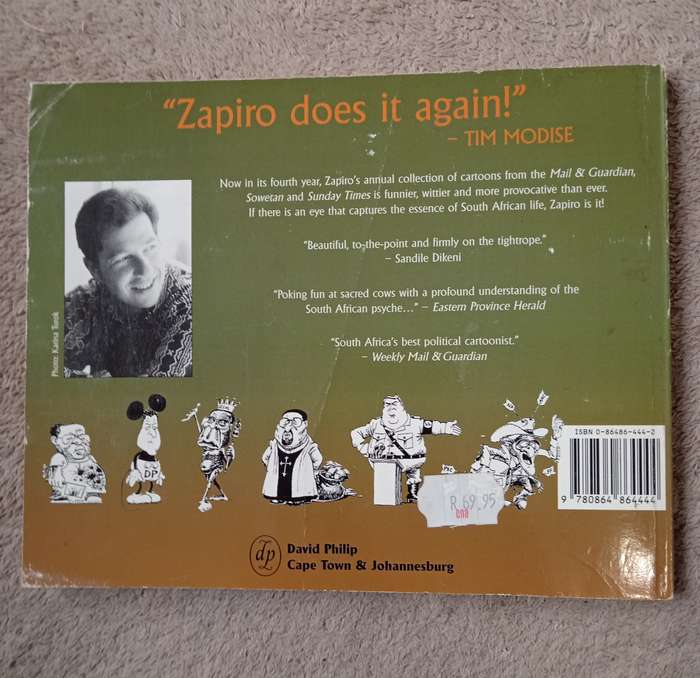 “Zapiro does it again!”
– TIM MODISE
Now in its fourth year, Zapiro’s annual collection of cartoons from the Mail & Guardian,
Sowetan and Sunday Times is funnier, wittier and more provocative than ever.
If there is an eye that captures the essence of South African life, Zapiro is it!
“Beautiful, to-the-point and firmly on the tightrope.”
– Sandile Dikeni
“Poking fun at sacred cows with a profound understanding of the
South African psyche…” – Eastern Province Herald
“South Africa’s best political cartoonist.”
– Weekly Mail & Guardian
Photo: Karina Turok
DP
ISBN 0-86486-444-2
9 780864 864444
R 69.95
cna
dp
David Philip
Cape Town & Johannesburg